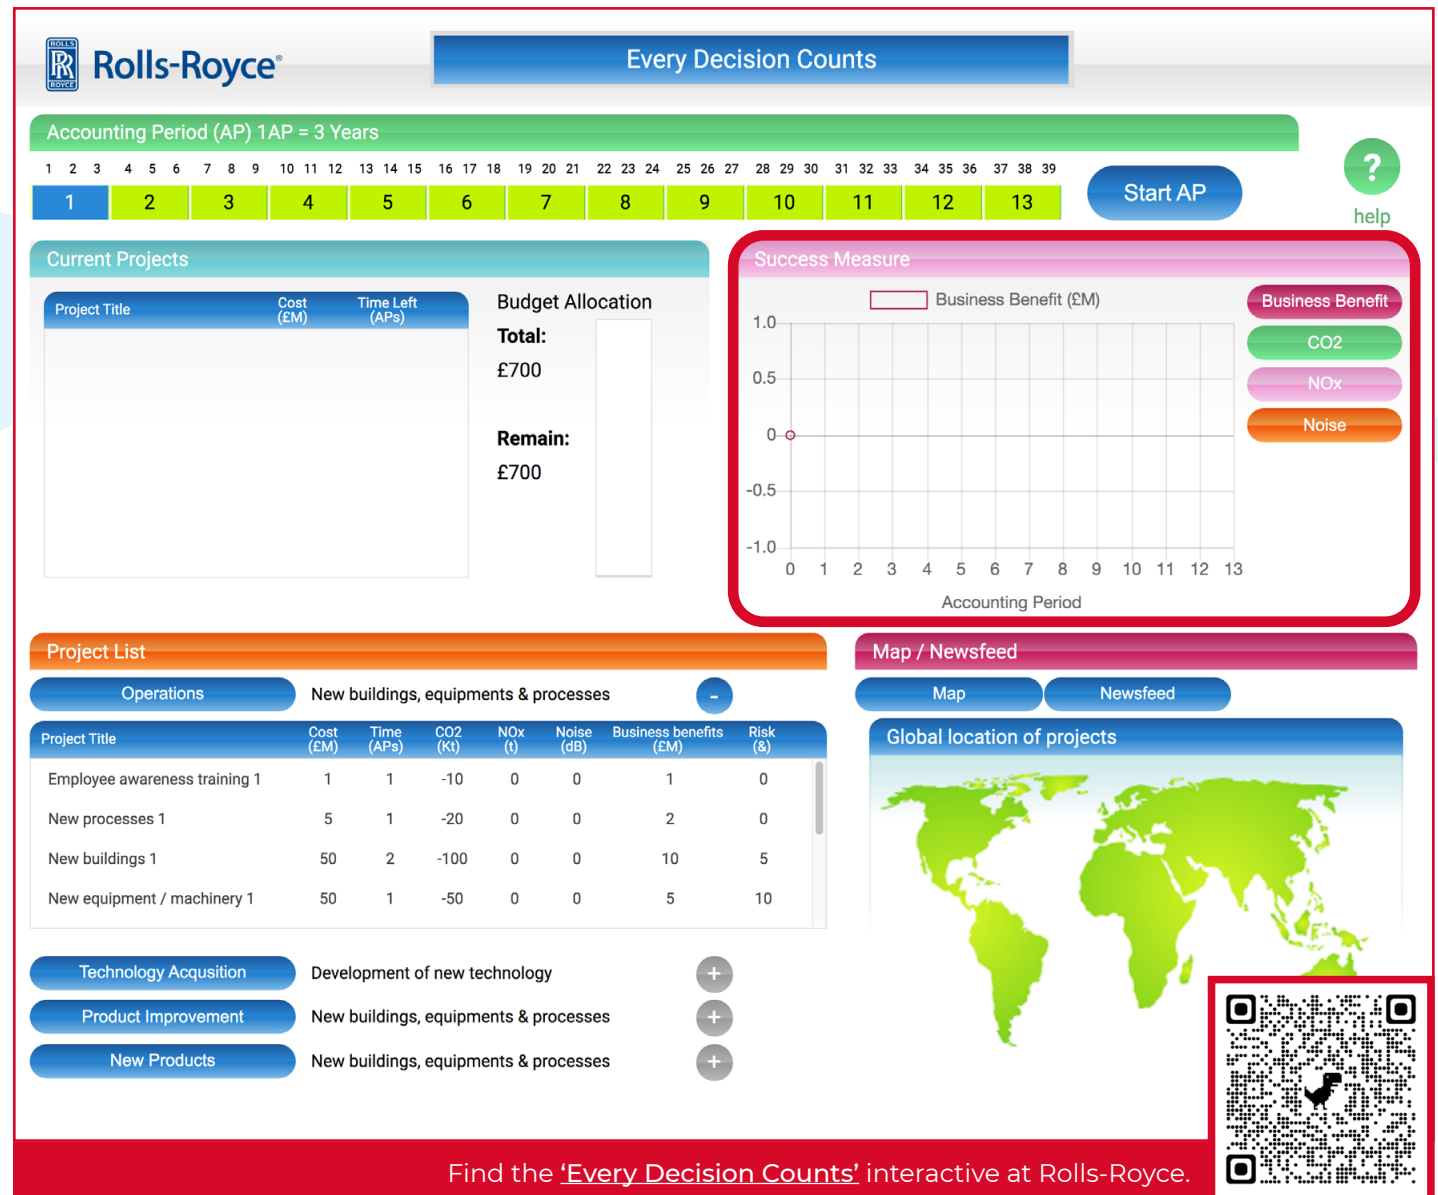 ROLLS
RR
ROYCE
Rolls-Royce®
Every Decision Counts
Accounting Period (AP) 1AP = 3 Years
1 2 3 4 5 6 7 8 9 10 11 12 13 14 15 16 17 18 19 20 21 22 23 24 25 26 27 28 29 30 31 32 33 34 35 36 37 38 39
1 2 3 4 5 6 7 8 9 10 11 12 13
Start AP
?
help
Current Projects
Project Title Cost (£M) Time Left (APs)
Budget Allocation
Total:
£700
Remain:
£700
Success Measure
Business Benefit (£M)
1.0
0.5
0
-0.5
-1.0
0 1 2 3 4 5 6 7 8 9 10 11 12 13
Accounting Period
Business Benefit
CO2
NOx
Noise
Project List
Operations New buildings, equipments & processes -
Project Title Cost (£M) Time (APs) CO2 (Kt) NOx (t) Noise (dB) Business benefits (£M) Risk (&)
Employee awareness training 1 1 1 -10 0 0 1 0
New processes 1 5 1 -20 0 0 2 0
New buildings 1 50 2 -100 0 0 10 5
New equipment / machinery 1 50 1 -50 0 0 5 10
Technology Acqusition Development of new technology +
Product Improvement New buildings, equipments & processes +
New Products New buildings, equipments & processes +
Map / Newsfeed
Map Newsfeed
Global location of projects
Find the 'Every Decision Counts' interactive at Rolls-Royce.